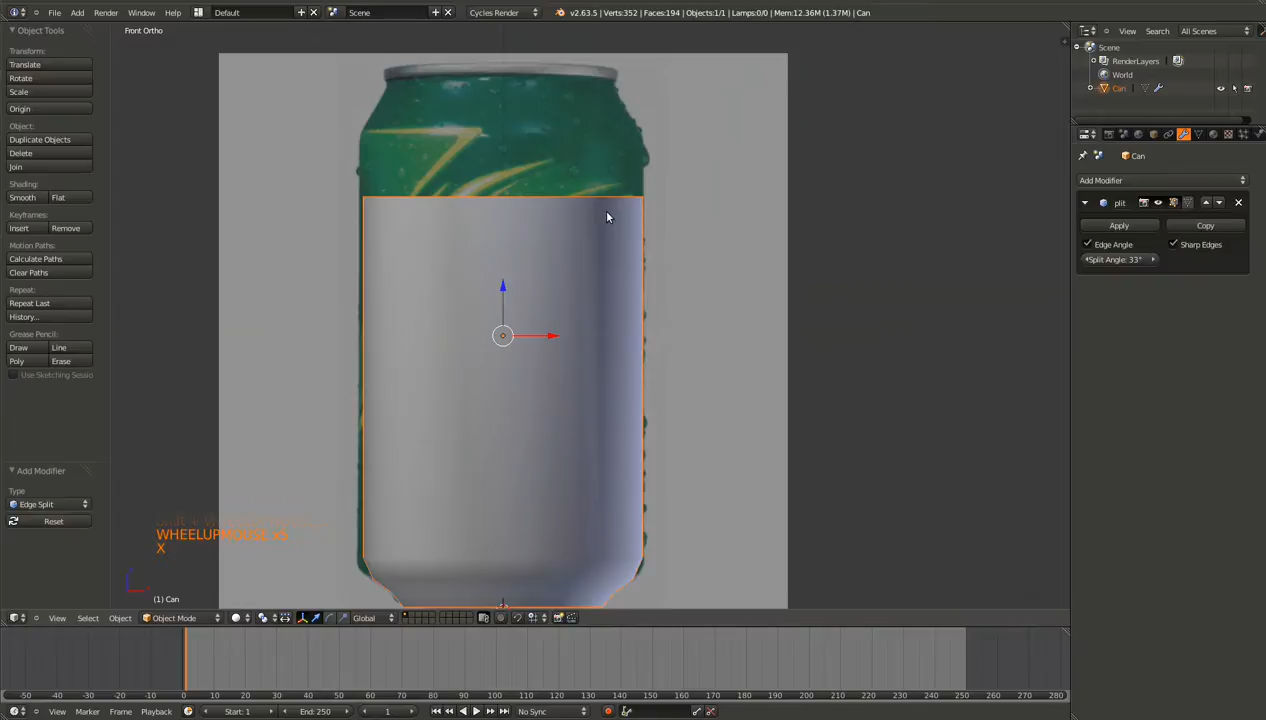 File Add Render Window Help Default Scene Cycles Render v2.63.5 | Verts:352 | Faces:194 | Objects:1/1 | Lamps:0/0 | Mem:12.36M (1.37M) | Can
Object Tools
Transform:
Translate
Rotate
Scale
Origin
Object:
Duplicate Objects
Delete
Join
Shading:
Smooth Flat
Keyframes:
Insert Remove
Motion Paths:
Calculate Paths
Clear Paths
Repeat:
Repeat Last
History...
Grease Pencil:
Draw Line
Poly Erase
Use Sketching Sessio
Add Modifier
Type
Edge Split
Reset
Front Ortho
WHEELUPMOUSE x5
X
(1) Can
View Select Object Object Mode Global
View Search All Scenes
Scene
RenderLayers
World
Can
Can
Add Modifier
plit
Apply Copy
Edge Angle Sharp Edges
Split Angle: 33°
-50 -40 -30 -20 -10 0 10 20 30 40 50 60 70 80 90 100 110 120 130 140 150 160 170 180 190 200 210 220 230 240 250 260 270 280
View Marker Frame Playback Start: 1 End: 250 1 No Sync